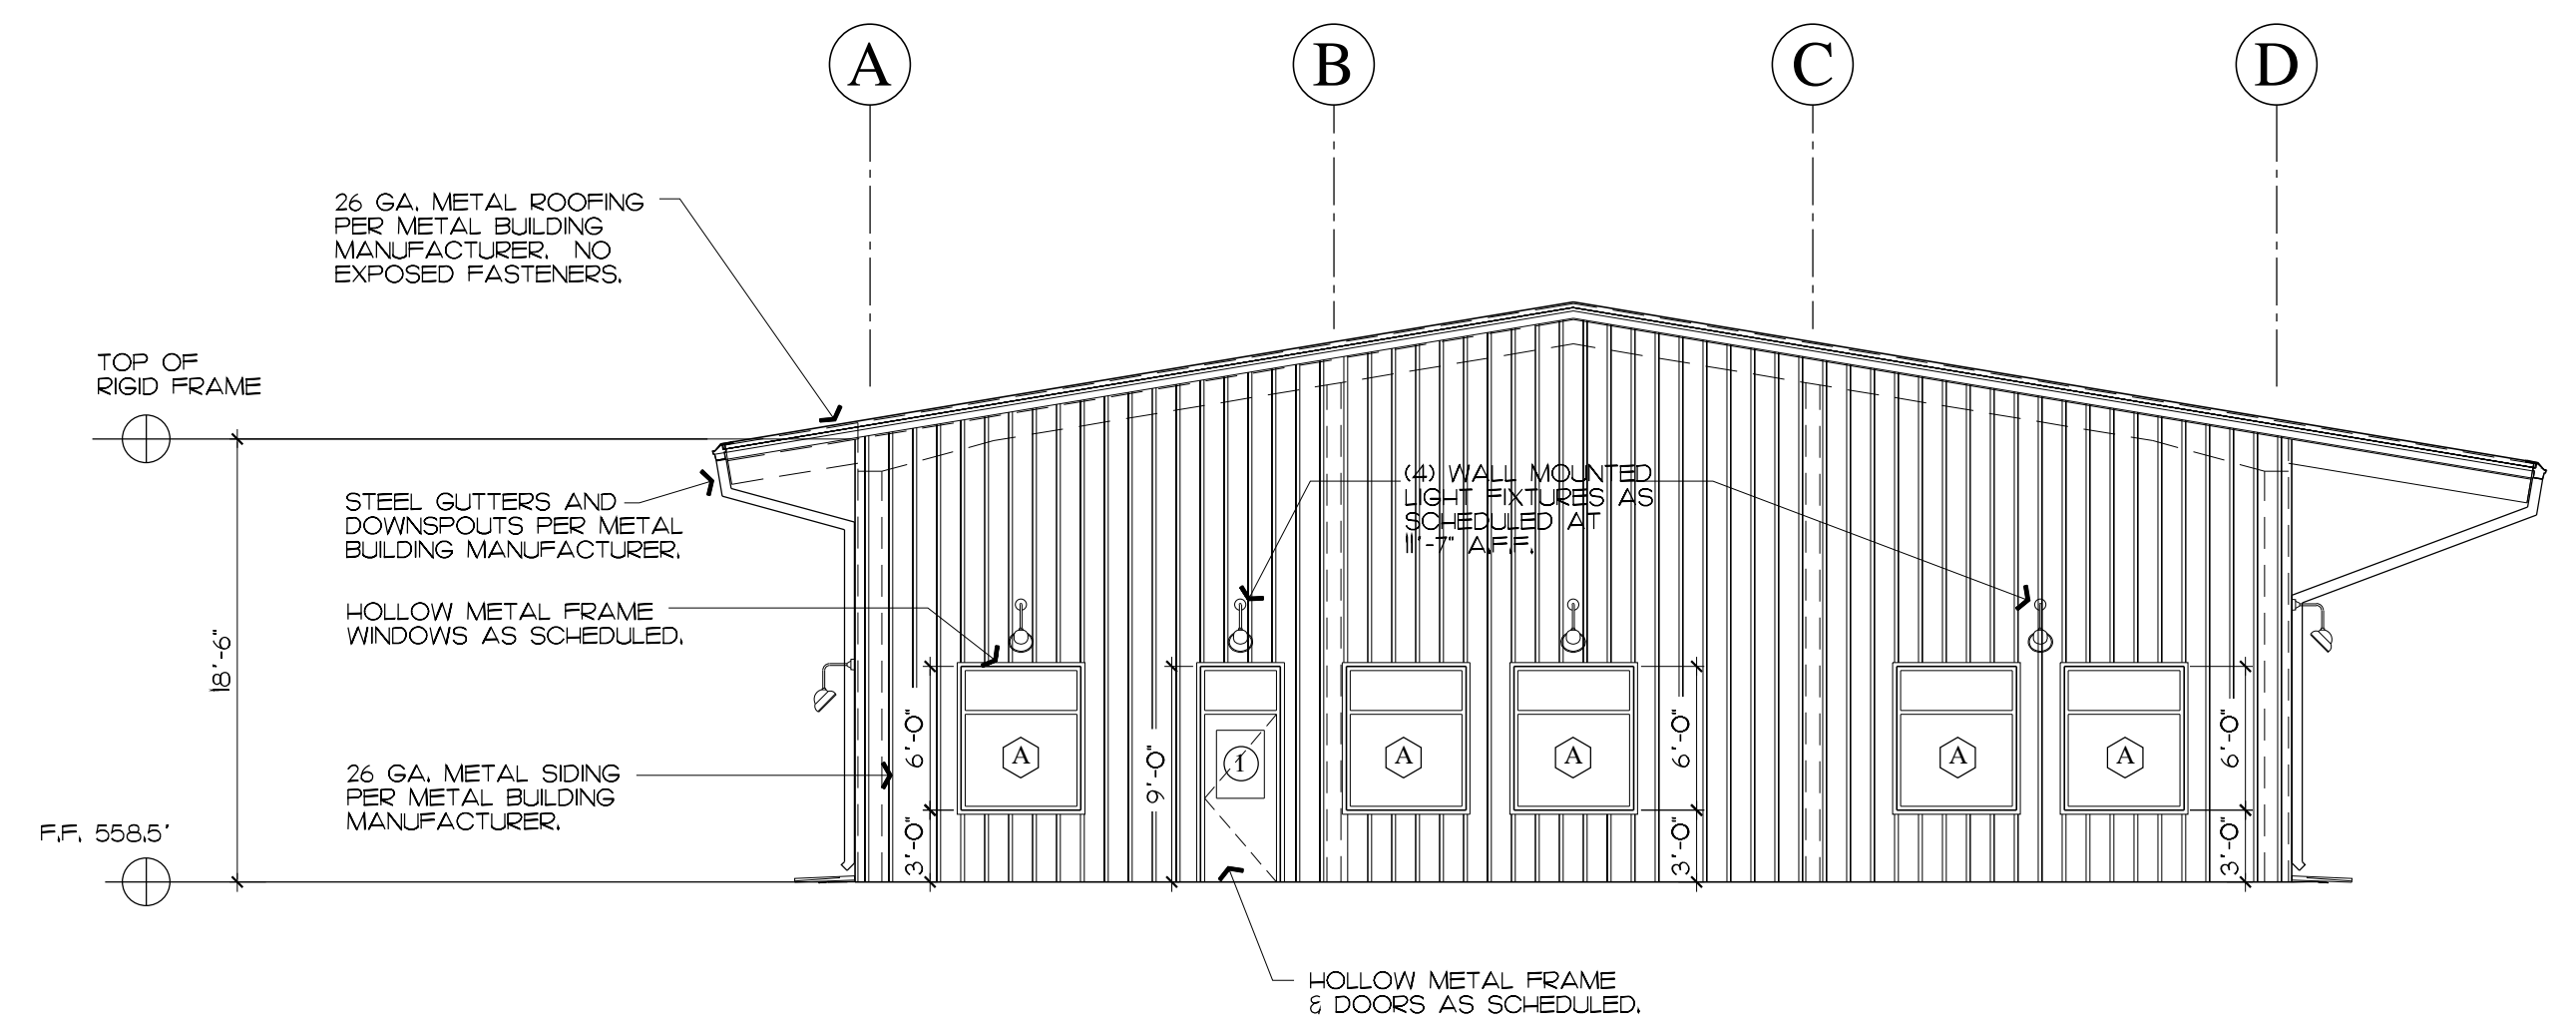 A
B
C
D
26 GA. METAL ROOFING
PER METAL BUILDING
MANUFACTURER. NO
EXPOSED FASTENERS.
TOP OF
RIGID FRAME
STEEL GUTTERS AND
DOWNSPOUTS PER METAL
BUILDING MANUFACTURER.
(4) WALL MOUNTED
LIGHT FIXTURES AS
SCHEDULED AT
11'-7" A.F.F.
HOLLOW METAL FRAME
WINDOWS AS SCHEDULED.
18'-6"
26 GA. METAL SIDING
PER METAL BUILDING
MANUFACTURER.
F.F. 558.5'
6'-0"
3'-0"
A
9'-0"
1
A
A
6'-0"
3'-0"
A
A
6'-0"
3'-0"
HOLLOW METAL FRAME
& DOORS AS SCHEDULED.